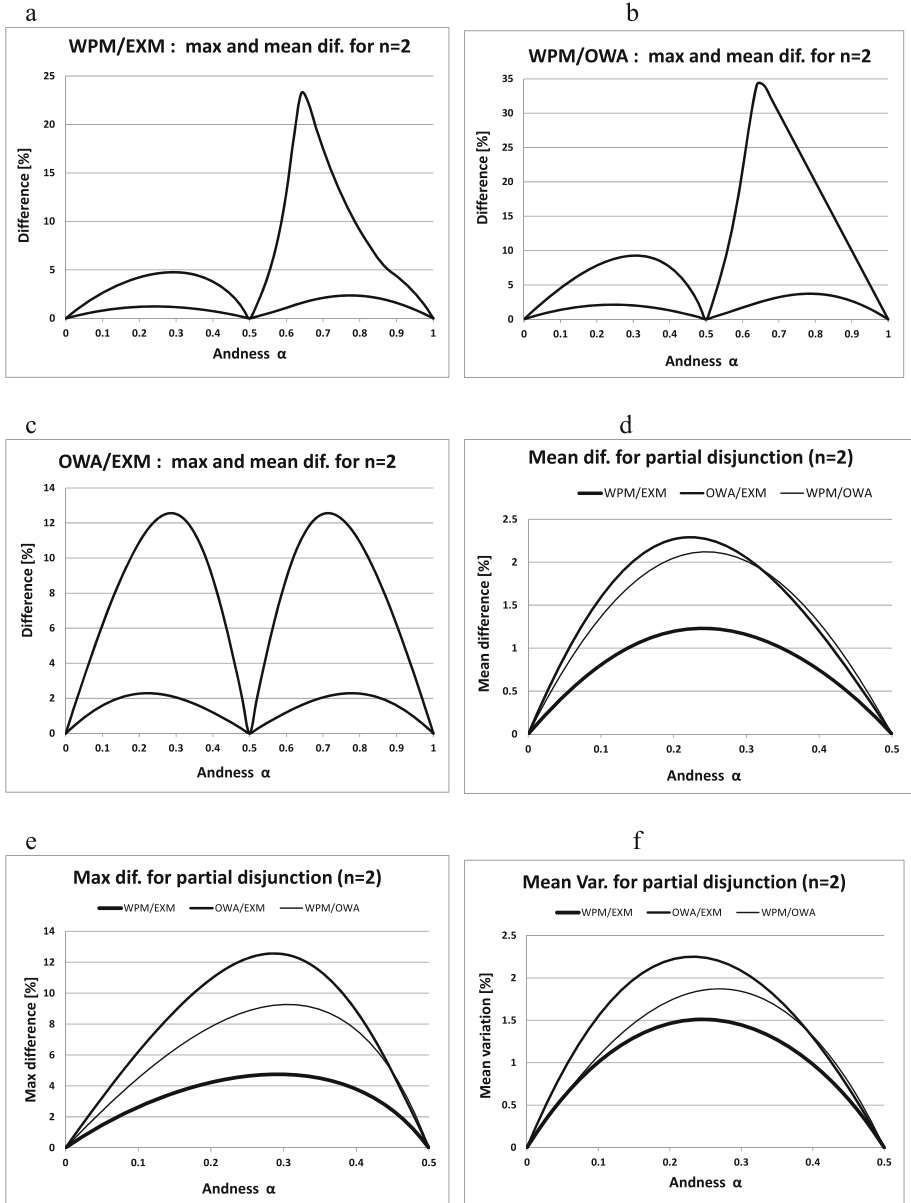 a
WPM/EXM : max and mean dif. for n=2
Difference [%]
25
20
15
10
5
0
0 0.1 0.2 0.3 0.4 0.5 0.6 0.7 0.8 0.9 1
Andness α
b
WPM/OWA : max and mean dif. for n=2
Difference [%]
35
30
25
20
15
10
5
0
0 0.1 0.2 0.3 0.4 0.5 0.6 0.7 0.8 0.9 1
Andness α
c
OWA/EXM : max and mean dif. for n=2
Difference [%]
14
12
10
8
6
4
2
0
0 0.1 0.2 0.3 0.4 0.5 0.6 0.7 0.8 0.9 1
Andness α
d
Mean dif. for partial disjunction (n=2)
WPM/EXM OWA/EXM WPM/OWA
Mean difference [%]
2.5
2
1.5
1
0.5
0
0 0.1 0.2 0.3 0.4 0.5
Andness α
e
Max dif. for partial disjunction (n=2)
WPM/EXM OWA/EXM WPM/OWA
Max difference [%]
14
12
10
8
6
4
2
0
0 0.1 0.2 0.3 0.4 0.5
Andness α
f
Mean Var. for partial disjunction (n=2)
WPM/EXM OWA/EXM WPM/OWA
Mean variation [%]
2.5
2
1.5
1
0.5
0
0 0.1 0.2 0.3 0.4 0.5
Andness α